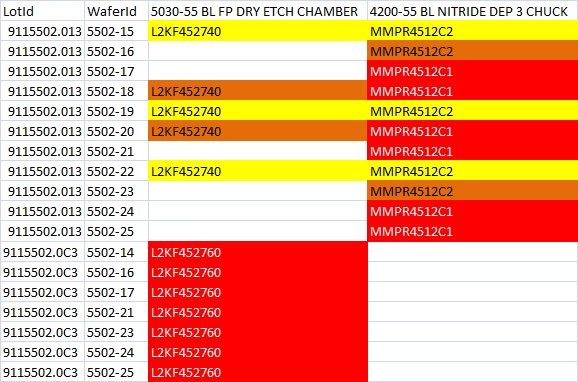 LotId WaferId 5030-55 BL FP DRY ETCH CHAMBER 4200-55 BL NITRIDE DEP 3 CHUCK
9115502.013 5502-15 L2KF452740 MMPR4512C2
9115502.013 5502-16 MMPR4512C2
9115502.013 5502-17 MMPR4512C1
9115502.013 5502-18 L2KF452740 MMPR4512C1
9115502.013 5502-19 L2KF452740 MMPR4512C2
9115502.013 5502-20 L2KF452740 MMPR4512C1
9115502.013 5502-21 MMPR4512C1
9115502.013 5502-22 L2KF452740 MMPR4512C2
9115502.013 5502-23 MMPR4512C2
9115502.013 5502-24 MMPR4512C1
9115502.013 5502-25 MMPR4512C1
9115502.0C3 5502-14 L2KF452760
9115502.0C3 5502-16 L2KF452760
9115502.0C3 5502-17 L2KF452760
9115502.0C3 5502-21 L2KF452760
9115502.0C3 5502-23 L2KF452760
9115502.0C3 5502-24 L2KF452760
9115502.0C3 5502-25 L2KF452760